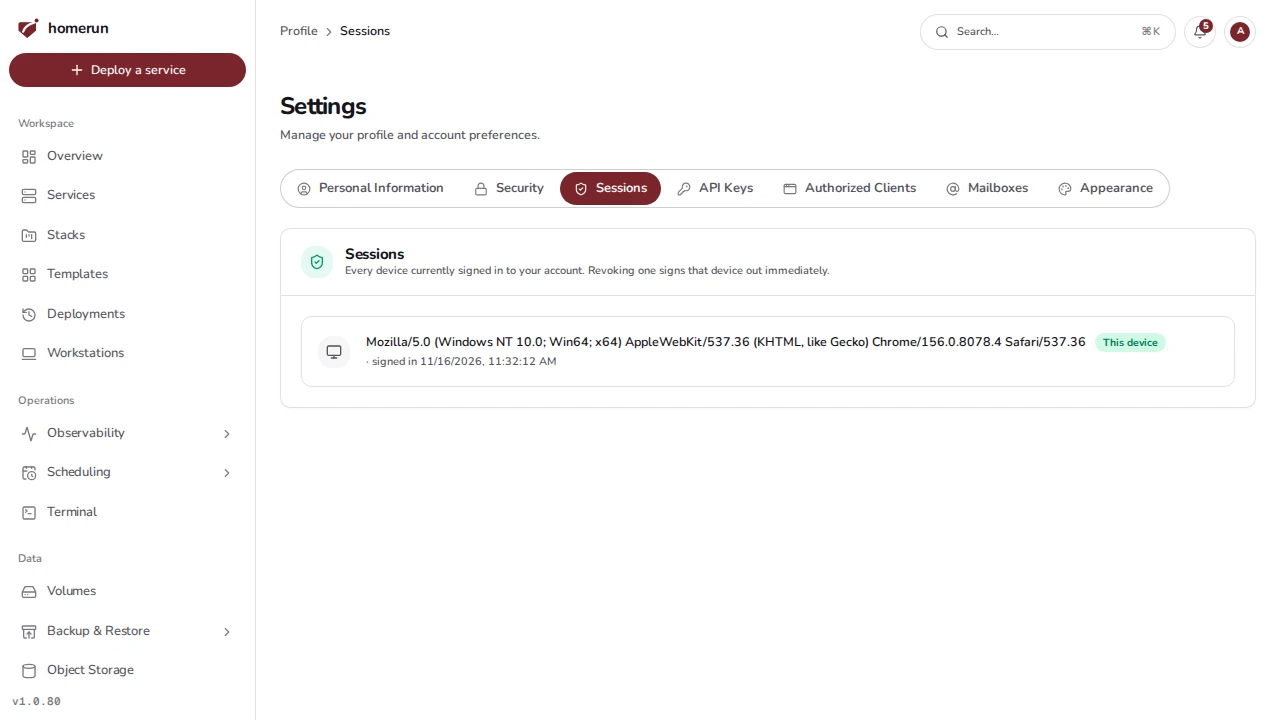 homerun
Profile > Sessions
Search...
⌘K
5
A
Deploy a service
Workspace
Overview
Services
Stacks
Templates
Deployments
Workstations
Operations
Observability
Scheduling
Terminal
Data
Volumes
Backup & Restore
Object Storage
v1.0.80
Settings
Manage your profile and account preferences.
Personal Information
Security
Sessions
API Keys
Authorized Clients
Mailboxes
Appearance
Sessions
Every device currently signed in to your account. Revoking one signs that device out immediately.
Mozilla/5.0 (Windows NT 10.0; Win64; x64) AppleWebKit/537.36 (KHTML, like Gecko) Chrome/156.0.8078.4 Safari/537.36
This device
· signed in 11/16/2026, 11:32:12 AM